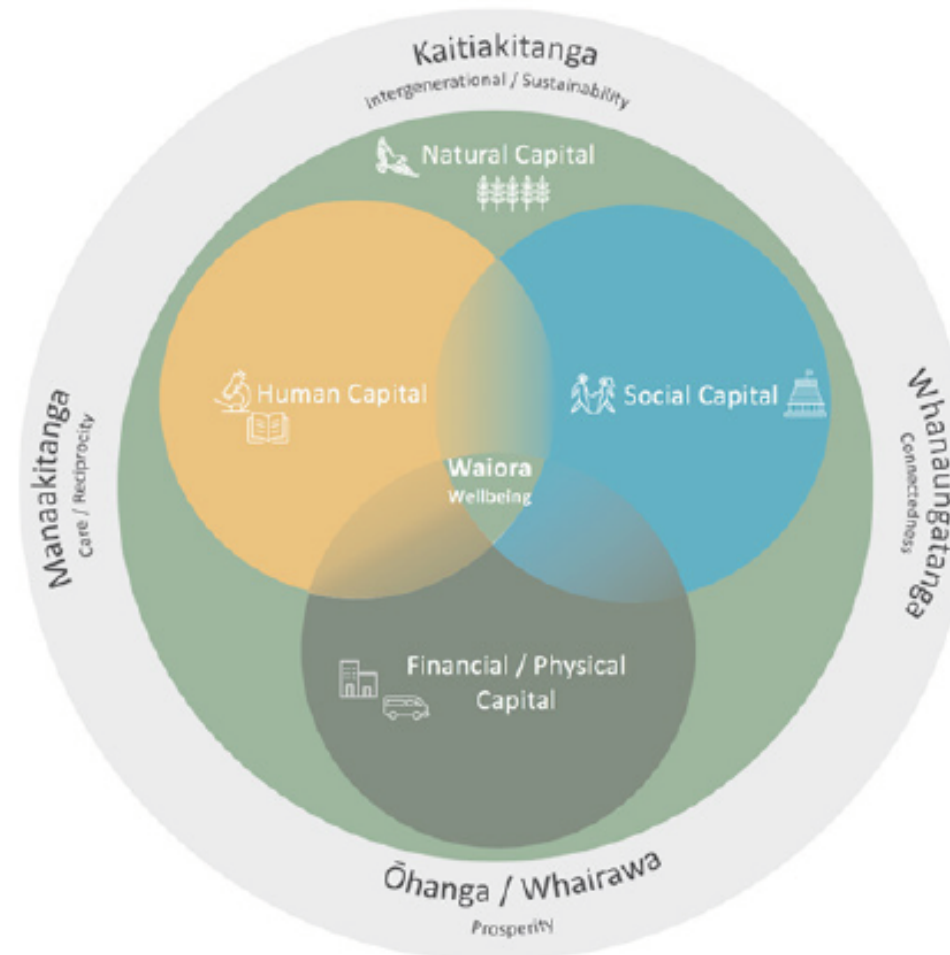 Kaitiakitanga
Intergenerational / Sustainability
Natural Capital
Human Capital
Social Capital
Waiora
Wellbeing
Manaakitanga
Care / Reciprocity
Whanaungatanga
Connectedness
Financial / Physical
Capital
Ōhanga / Whairawa
Prosperity